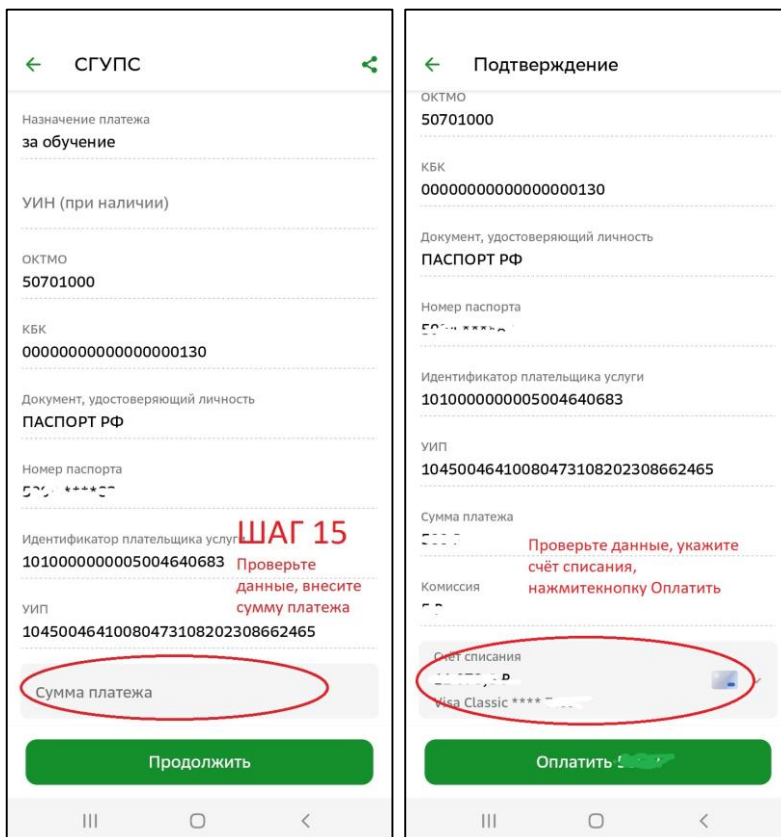 СГУПС
Назначение платежа
за обучение
УИН (при наличии)
ОКТМО
50701000
КБК
00000000000000000130
Документ, удостоверяющий личность
ПАСПОРТ РФ
Номер паспорта
Идентификатор плательщика услуги
1010000000005004640683
ШАГ 15
Проверьте
данные, внесите
сумму платежа
УИП
10450046410080473108202308662465
Сумма платежа
Продолжить
Подтверждение
ОКТМО
50701000
КБК
00000000000000000130
Документ, удостоверяющий личность
ПАСПОРТ РФ
Номер паспорта
Идентификатор плательщика услуги
1010000000005004640683
УИП
10450046410080473108202308662465
Сумма платежа
Проверьте данные, укажите
счёт списания,
нажмитекнопку Оплатить
Комиссия
Счёт списания
Visa Classic ****
Оплатить